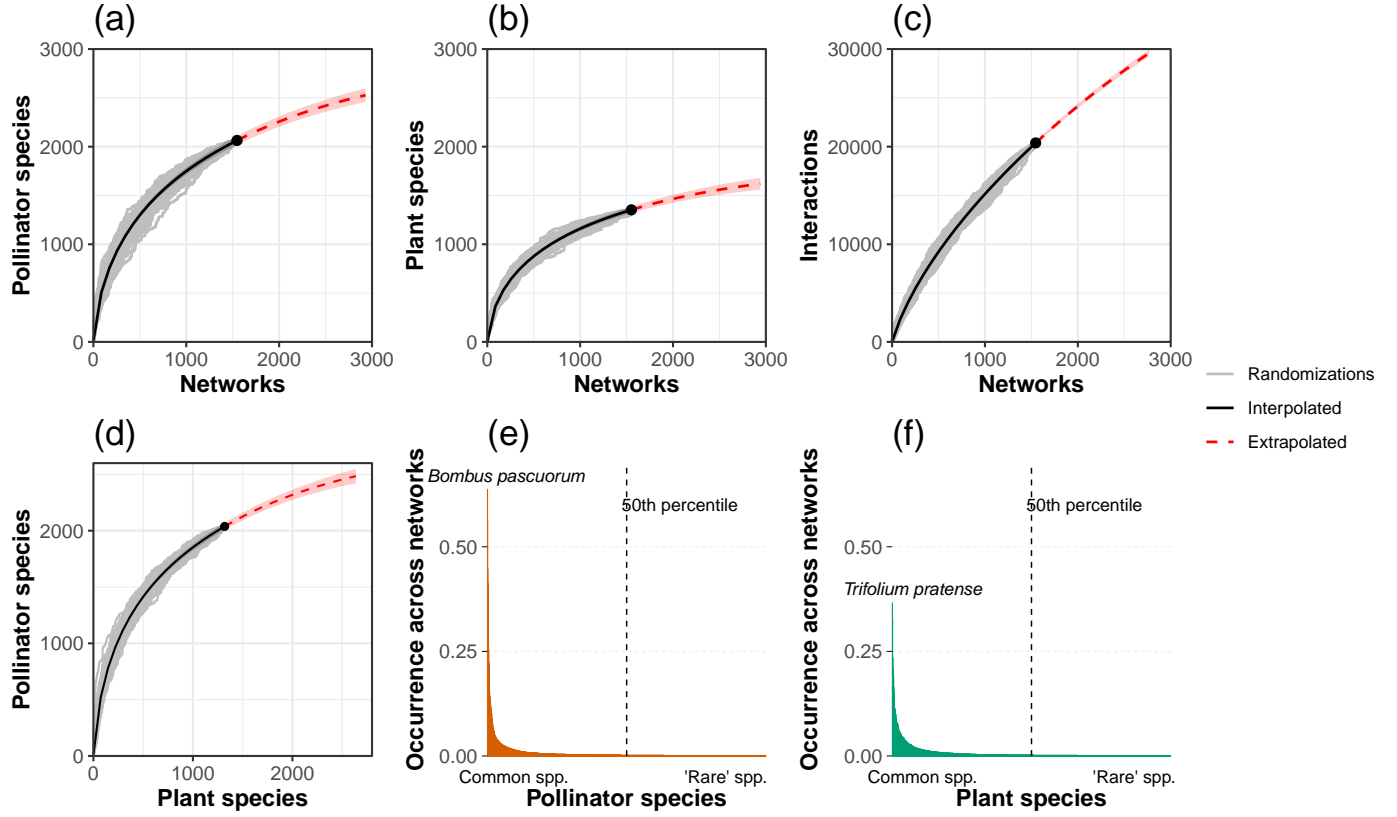 (a)
(b)
(c)
3000
2000
1000
0
0
1000
2000
3000
Pollinator species
Networks
3000
2000
1000
0
0
1000
2000
3000
Plant species
Networks
30000
20000
10000
0
0
1000
2000
3000
Interactions
Networks
Randomizations
Interpolated
Extrapolated
(d)
(e)
(f)
2000
1000
0
0
1000
2000
Pollinator species
Plant species
Bombus pascuorum
50th percentile
0.50
0.25
0.00
Occurrence across networks
Common spp.
'Rare' spp.
Pollinator species
50th percentile
0.50
Trifolium pratense
0.25
0.00
Occurrence across networks
Common spp.
'Rare' spp.
Plant species